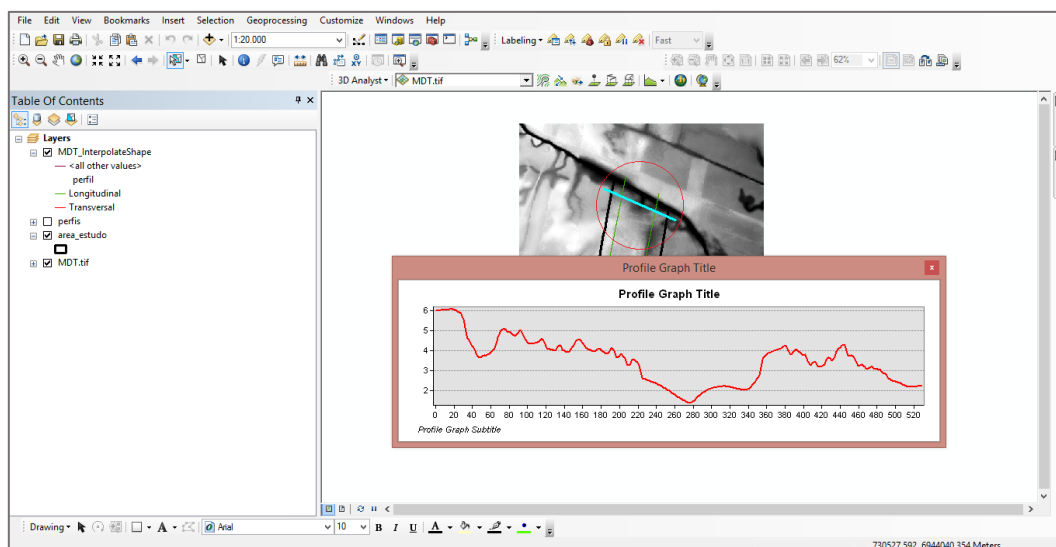 File Edit View Bookmarks Insert Selection Geoprocessing Customize Windows Help
1:20.000 Labeling Fast
62%
3D Analyst MDT.tif
Table Of Contents
Layers
MDT_InterpolateShape
<all other values>
perfil
Longitudinal
Transversal
perfis
area_estudo
MDT.tif
Profile Graph Title
Profile Graph Title
6
5
4
3
2
0 20 40 60 80 100 120 140 160 180 200 220 240 260 280 300 320 340 360 380 400 420 440 460 480 500 520
Profile Graph Subtitle
Drawing A Arial 10 B I U A
730527,592 6944040,354 Meters